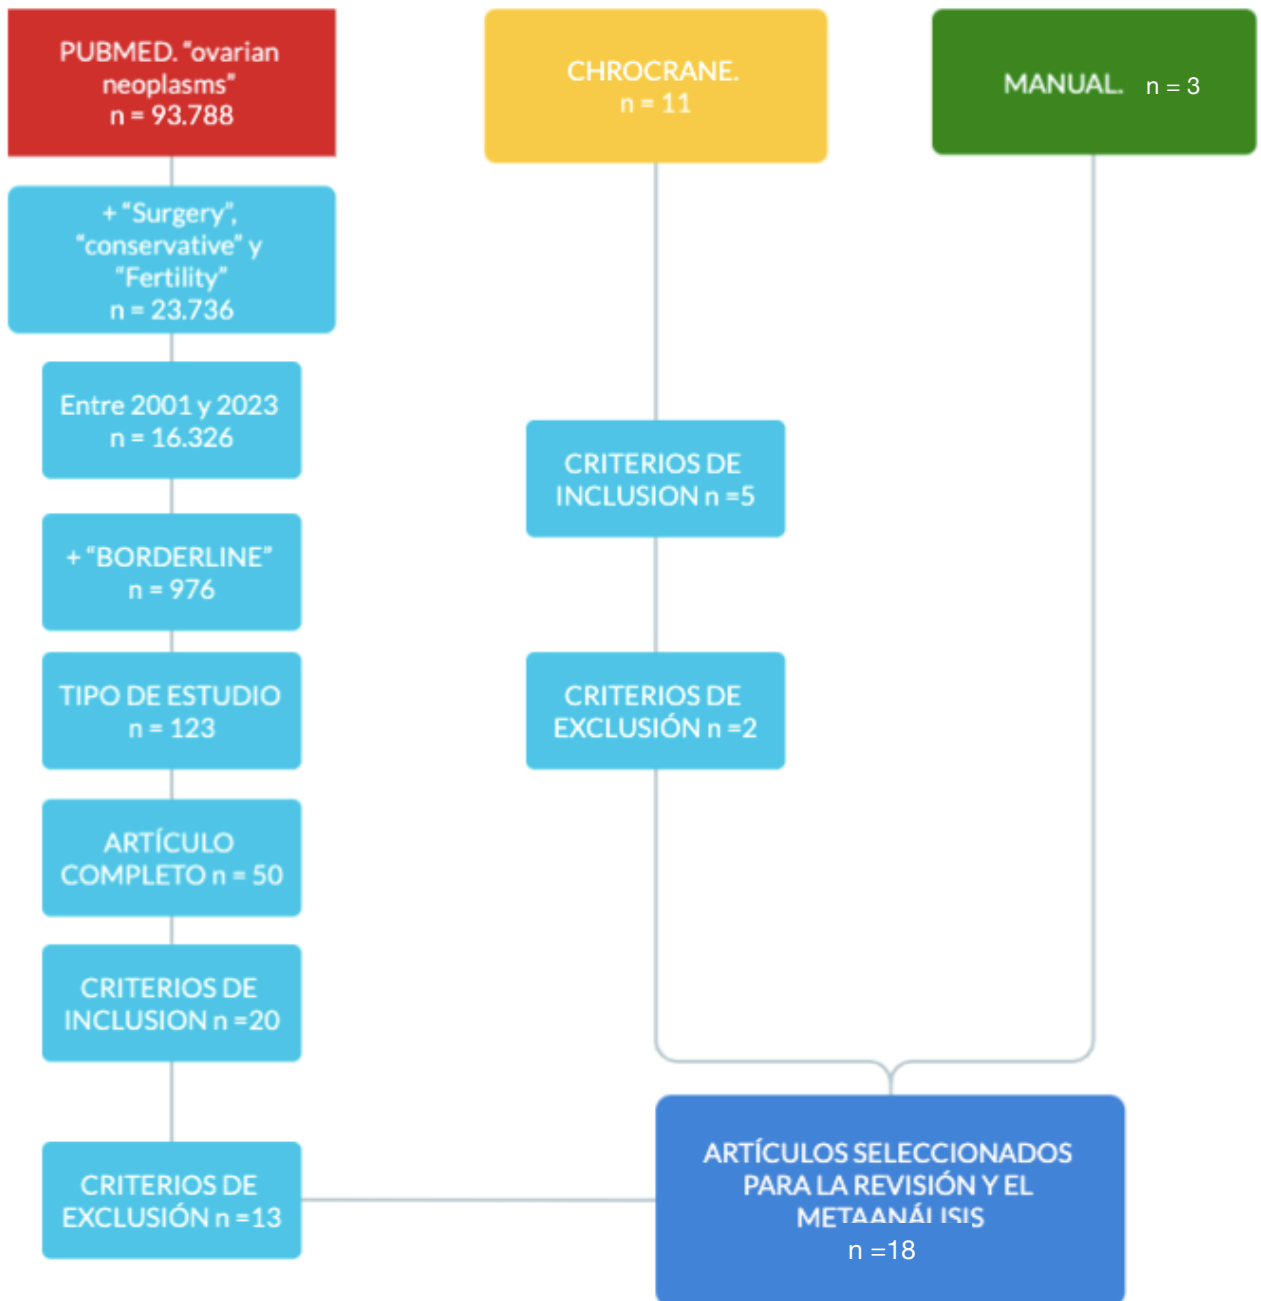 PUBMED. “ovarian
neoplasms”
n = 93.788
+ “Surgery”,
“conservative” y
“Fertility”
n = 23.736
Entre 2001 y 2023
n = 16.326
+ “BORDERLINE”
n = 976
TIPO DE ESTUDIO
n = 123
ARTÍCULO
COMPLETO n = 50
CRITERIOS DE
INCLUSION n =20
CRITERIOS DE
EXCLUSIÓN n =13
CHROCRANE.
n = 11
CRITERIOS DE
INCLUSION n =5
CRITERIOS DE
EXCLUSIÓN n =2
MANUAL. n = 3
ARTÍCULOS SELECCIONADOS
PARA LA REVISIÓN Y EL
METAANÁLISIS
n =18